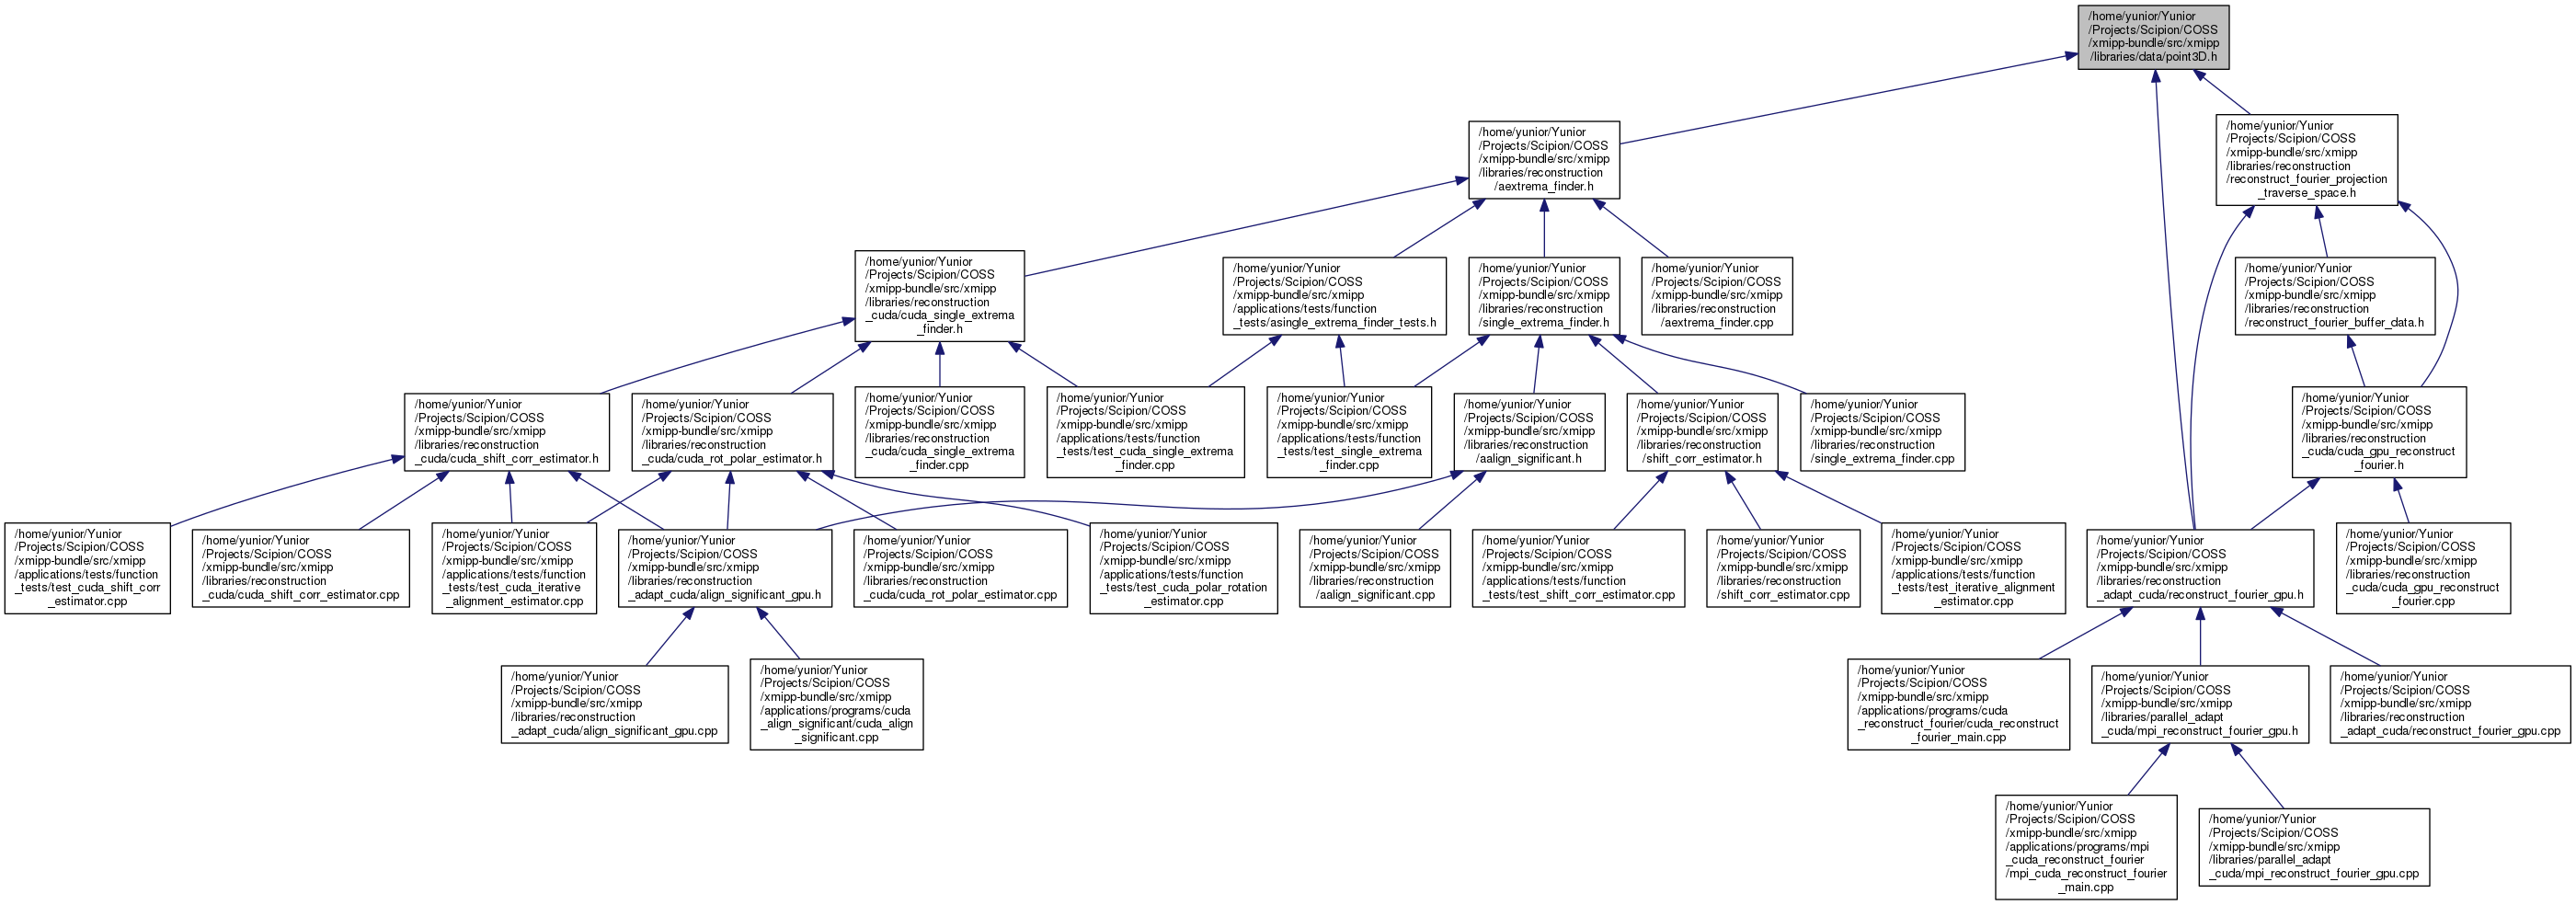 /home/yunior/Yunior
/Projects/Scipion/COSS
/xmipp-bundle/src/xmipp
/libraries/data/point3D.h
/home/yunior/Yunior
/Projects/Scipion/COSS
/xmipp-bundle/src/xmipp
/libraries/reconstruction
/aextrema_finder.h
/home/yunior/Yunior
/Projects/Scipion/COSS
/xmipp-bundle/src/xmipp
/libraries/reconstruction
/reconstruct_fourier_projection
_traverse_space.h
/home/yunior/Yunior
/Projects/Scipion/COSS
/xmipp-bundle/src/xmipp
/libraries/reconstruction
_cuda/cuda_single_extrema
_finder.h
/home/yunior/Yunior
/Projects/Scipion/COSS
/xmipp-bundle/src/xmipp
/applications/tests/function
_tests/asingle_extrema_finder_tests.h
/home/yunior/Yunior
/Projects/Scipion/COSS
/xmipp-bundle/src/xmipp
/libraries/reconstruction
/single_extrema_finder.h
/home/yunior/Yunior
/Projects/Scipion/COSS
/xmipp-bundle/src/xmipp
/libraries/reconstruction
/aextrema_finder.cpp
/home/yunior/Yunior
/Projects/Scipion/COSS
/xmipp-bundle/src/xmipp
/libraries/reconstruction
/reconstruct_fourier_buffer_data.h
/home/yunior/Yunior
/Projects/Scipion/COSS
/xmipp-bundle/src/xmipp
/libraries/reconstruction
_cuda/cuda_shift_corr_estimator.h
/home/yunior/Yunior
/Projects/Scipion/COSS
/xmipp-bundle/src/xmipp
/libraries/reconstruction
_cuda/cuda_rot_polar_estimator.h
/home/yunior/Yunior
/Projects/Scipion/COSS
/xmipp-bundle/src/xmipp
/libraries/reconstruction
_cuda/cuda_single_extrema
_finder.cpp
/home/yunior/Yunior
/Projects/Scipion/COSS
/xmipp-bundle/src/xmipp
/applications/tests/function
_tests/test_cuda_single_extrema
_finder.cpp
/home/yunior/Yunior
/Projects/Scipion/COSS
/xmipp-bundle/src/xmipp
/applications/tests/function
_tests/test_single_extrema
_finder.cpp
/home/yunior/Yunior
/Projects/Scipion/COSS
/xmipp-bundle/src/xmipp
/libraries/reconstruction
/aalign_significant.h
/home/yunior/Yunior
/Projects/Scipion/COSS
/xmipp-bundle/src/xmipp
/libraries/reconstruction
/shift_corr_estimator.h
/home/yunior/Yunior
/Projects/Scipion/COSS
/xmipp-bundle/src/xmipp
/libraries/reconstruction
/single_extrema_finder.cpp
/home/yunior/Yunior
/Projects/Scipion/COSS
/xmipp-bundle/src/xmipp
/libraries/reconstruction
_cuda/cuda_gpu_reconstruct
_fourier.h
/home/yunior/Yunior
/Projects/Scipion/COSS
/xmipp-bundle/src/xmipp
/applications/tests/function
_tests/test_cuda_shift_corr
_estimator.cpp
/home/yunior/Yunior
/Projects/Scipion/COSS
/xmipp-bundle/src/xmipp
/libraries/reconstruction
_cuda/cuda_shift_corr_estimator.cpp
/home/yunior/Yunior
/Projects/Scipion/COSS
/xmipp-bundle/src/xmipp
/applications/tests/function
_tests/test_cuda_iterative
_alignment_estimator.cpp
/home/yunior/Yunior
/Projects/Scipion/COSS
/xmipp-bundle/src/xmipp
/libraries/reconstruction
_adapt_cuda/align_significant_gpu.h
/home/yunior/Yunior
/Projects/Scipion/COSS
/xmipp-bundle/src/xmipp
/libraries/reconstruction
_cuda/cuda_rot_polar_estimator.cpp
/home/yunior/Yunior
/Projects/Scipion/COSS
/xmipp-bundle/src/xmipp
/applications/tests/function
_tests/test_cuda_polar_rotation
_estimator.cpp
/home/yunior/Yunior
/Projects/Scipion/COSS
/xmipp-bundle/src/xmipp
/libraries/reconstruction
/aalign_significant.cpp
/home/yunior/Yunior
/Projects/Scipion/COSS
/xmipp-bundle/src/xmipp
/applications/tests/function
_tests/test_shift_corr_estimator.cpp
/home/yunior/Yunior
/Projects/Scipion/COSS
/xmipp-bundle/src/xmipp
/libraries/reconstruction
/shift_corr_estimator.cpp
/home/yunior/Yunior
/Projects/Scipion/COSS
/xmipp-bundle/src/xmipp
/applications/tests/function
_tests/test_iterative_alignment
_estimator.cpp
/home/yunior/Yunior
/Projects/Scipion/COSS
/xmipp-bundle/src/xmipp
/libraries/reconstruction
_adapt_cuda/reconstruct_fourier_gpu.h
/home/yunior/Yunior
/Projects/Scipion/COSS
/xmipp-bundle/src/xmipp
/libraries/reconstruction
_cuda/cuda_gpu_reconstruct
_fourier.cpp
/home/yunior/Yunior
/Projects/Scipion/COSS
/xmipp-bundle/src/xmipp
/libraries/reconstruction
_adapt_cuda/align_significant_gpu.cpp
/home/yunior/Yunior
/Projects/Scipion/COSS
/xmipp-bundle/src/xmipp
/applications/programs/cuda
_align_significant/cuda_align
_significant.cpp
/home/yunior/Yunior
/Projects/Scipion/COSS
/xmipp-bundle/src/xmipp
/applications/programs/cuda
_reconstruct_fourier/cuda_reconstruct
_fourier_main.cpp
/home/yunior/Yunior
/Projects/Scipion/COSS
/xmipp-bundle/src/xmipp
/libraries/parallel_adapt
_cuda/mpi_reconstruct_fourier_gpu.h
/home/yunior/Yunior
/Projects/Scipion/COSS
/xmipp-bundle/src/xmipp
/libraries/reconstruction
_adapt_cuda/reconstruct_fourier_gpu.cpp
/home/yunior/Yunior
/Projects/Scipion/COSS
/xmipp-bundle/src/xmipp
/applications/programs/mpi
_cuda_reconstruct_fourier
/mpi_cuda_reconstruct_fourier
_main.cpp
/home/yunior/Yunior
/Projects/Scipion/COSS
/xmipp-bundle/src/xmipp
/libraries/parallel_adapt
_cuda/mpi_reconstruct_fourier_gpu.cpp